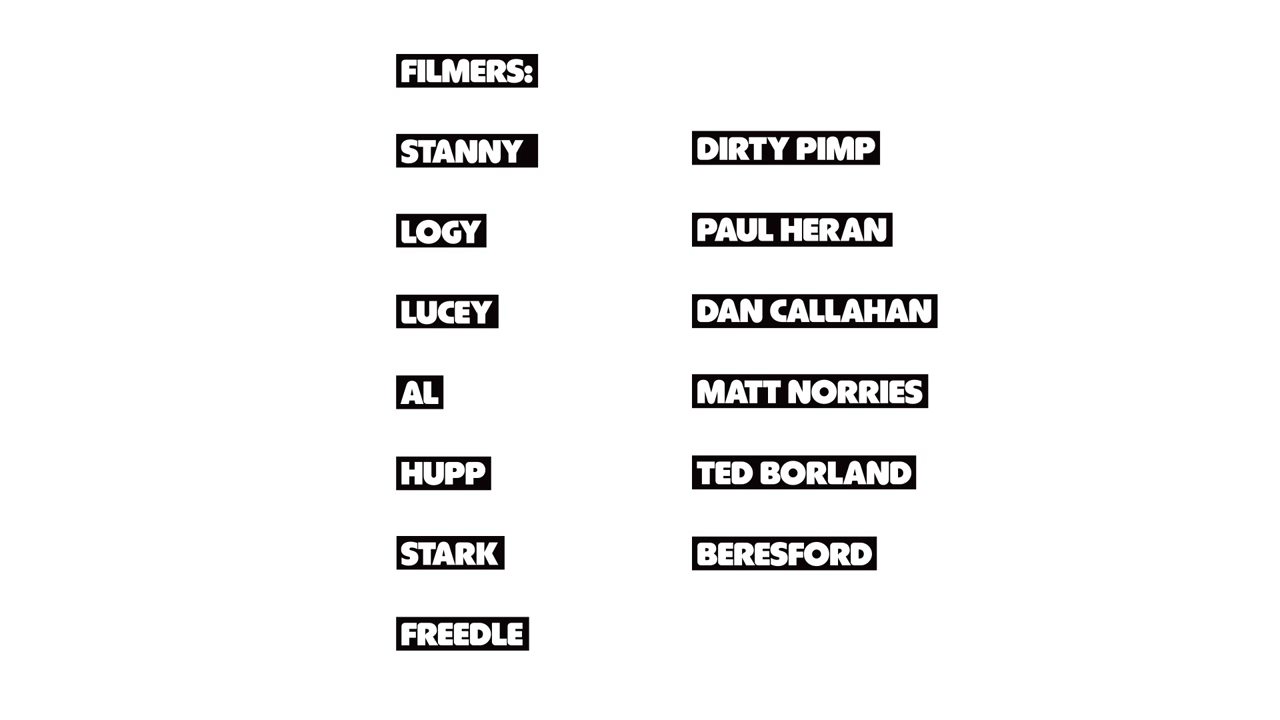 FILMERS:
STANNY
LOGY
LUCEY
AL
HUPP
STARK
FREEDLE
DIRTY PIMP
PAUL HERAN
DAN CALLAHAN
MATT NORRIES
TED BORLAND
BERESFORD